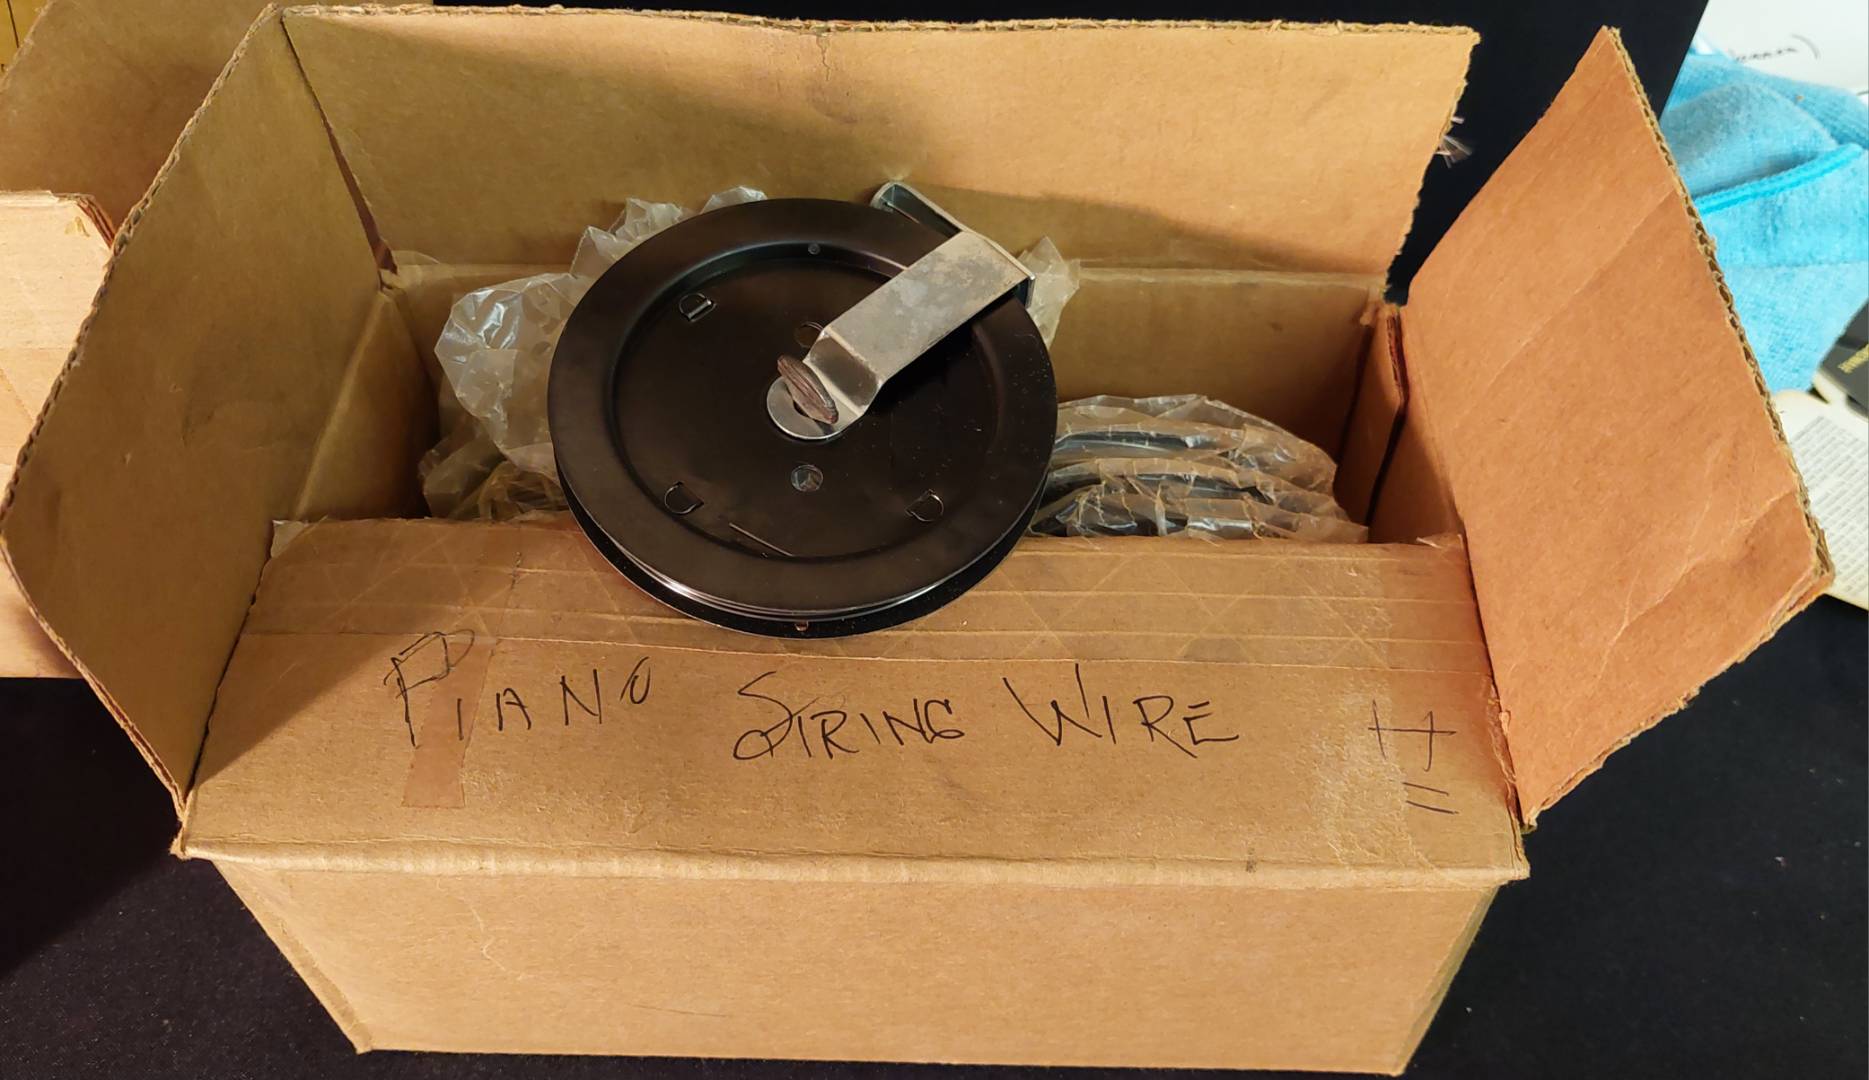 PIANO STRING WIRE